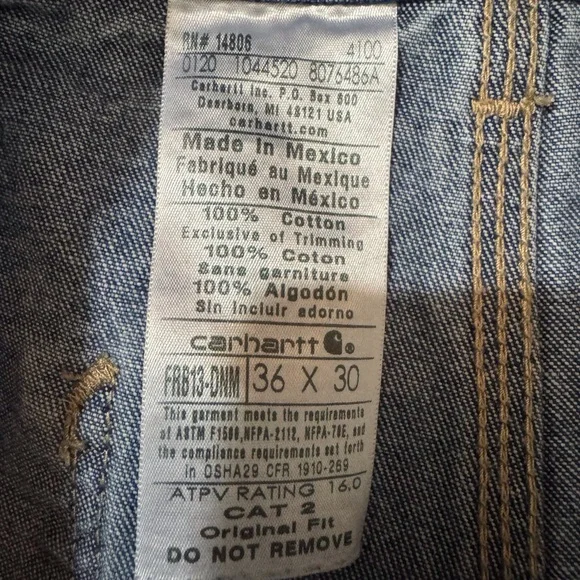 RN# 14806 4100
0120 1044520 8076486A
Carhartt Inc. P.O. Box 600
Dearborn, MI 48121 USA
carhartt.com
Made in Mexico
Fabriqué au Mexique
Hecho en México
100% Cotton
Exclusive of Trimming
100% Coton
Sans garniture
100% Algodón
Sin incluir adorno
carhartt
FRB13-DNM 36 X 30
This garment meets the requirements
of ASTM F1506,NFPA-2112, NFPA-70E, and
the compliance requirements set forth
in OSHA29 CFR 1910-269
ATPV RATING 16.0
CAT 2
Original Fit
DO NOT REMOVE